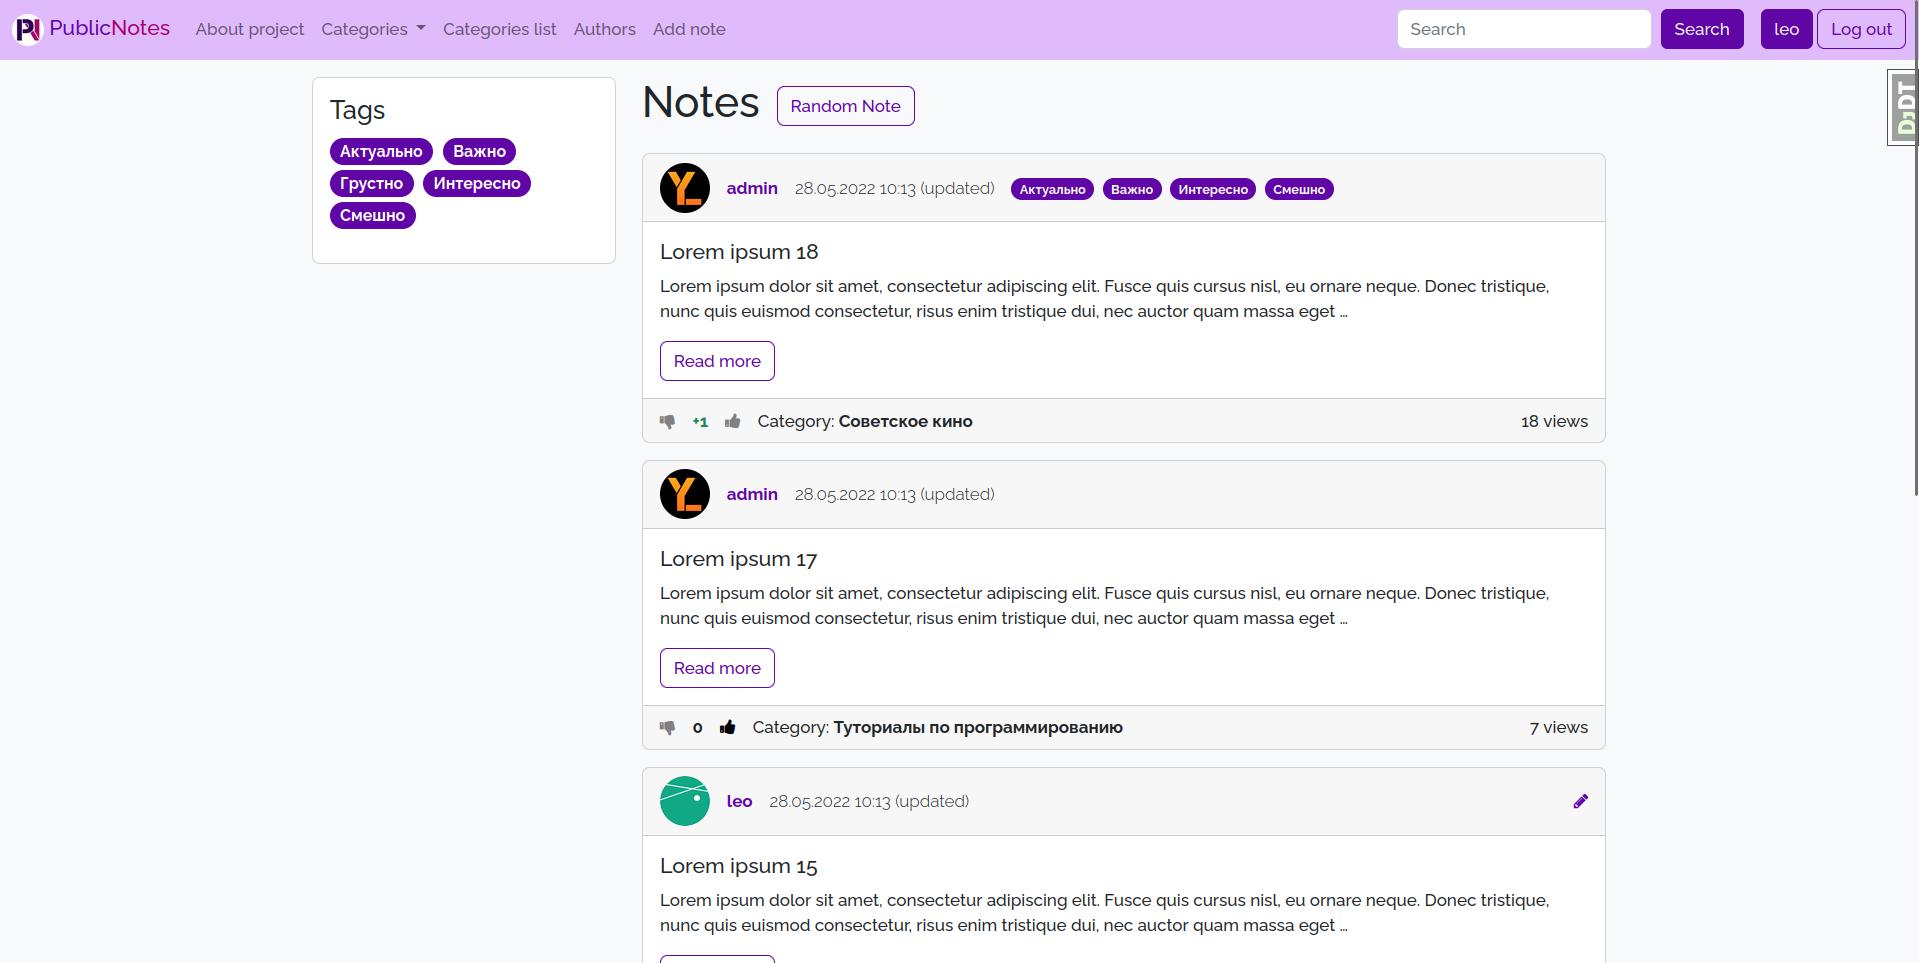 PublicNotes About project Categories Categories list Authors Add note Search Search leo Log out
DJDT
Tags
Актуально Важно
Грустно Интересно
Смешно
Notes Random Note
admin 28.05.2022 10:13 (updated) Актуально Важно Интересно Смешно
Lorem ipsum 18
Lorem ipsum dolor sit amet, consectetur adipiscing elit. Fusce quis cursus nisl, eu ornare neque. Donec tristique,
nunc quis euismod consectetur, risus enim tristique dui, nec auctor quam massa eget …
Read more
+1 Category: Советское кино 18 views
admin 28.05.2022 10:13 (updated)
Lorem ipsum 17
Lorem ipsum dolor sit amet, consectetur adipiscing elit. Fusce quis cursus nisl, eu ornare neque. Donec tristique,
nunc quis euismod consectetur, risus enim tristique dui, nec auctor quam massa eget …
Read more
0 Category: Туториалы по программированию 7 views
leo 28.05.2022 10:13 (updated)
Lorem ipsum 15
Lorem ipsum dolor sit amet, consectetur adipiscing elit. Fusce quis cursus nisl, eu ornare neque. Donec tristique,
nunc quis euismod consectetur, risus enim tristique dui, nec auctor quam massa eget …